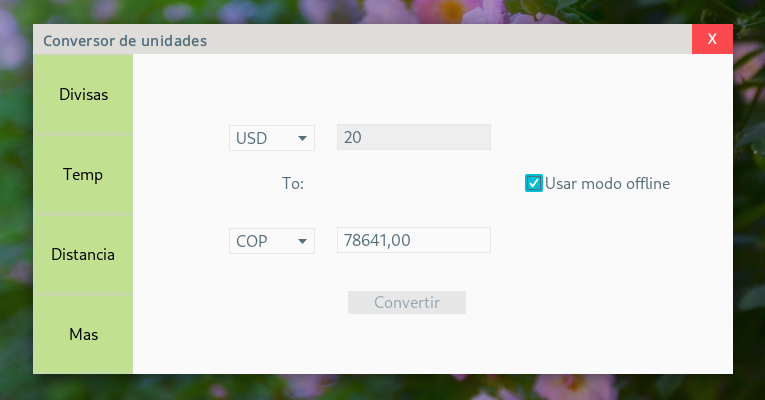 Conversor de unidades
X
Divisas
Temp
Distancia
Mas
USD
20
To:
Usar modo offline
COP
78641,00
Convertir